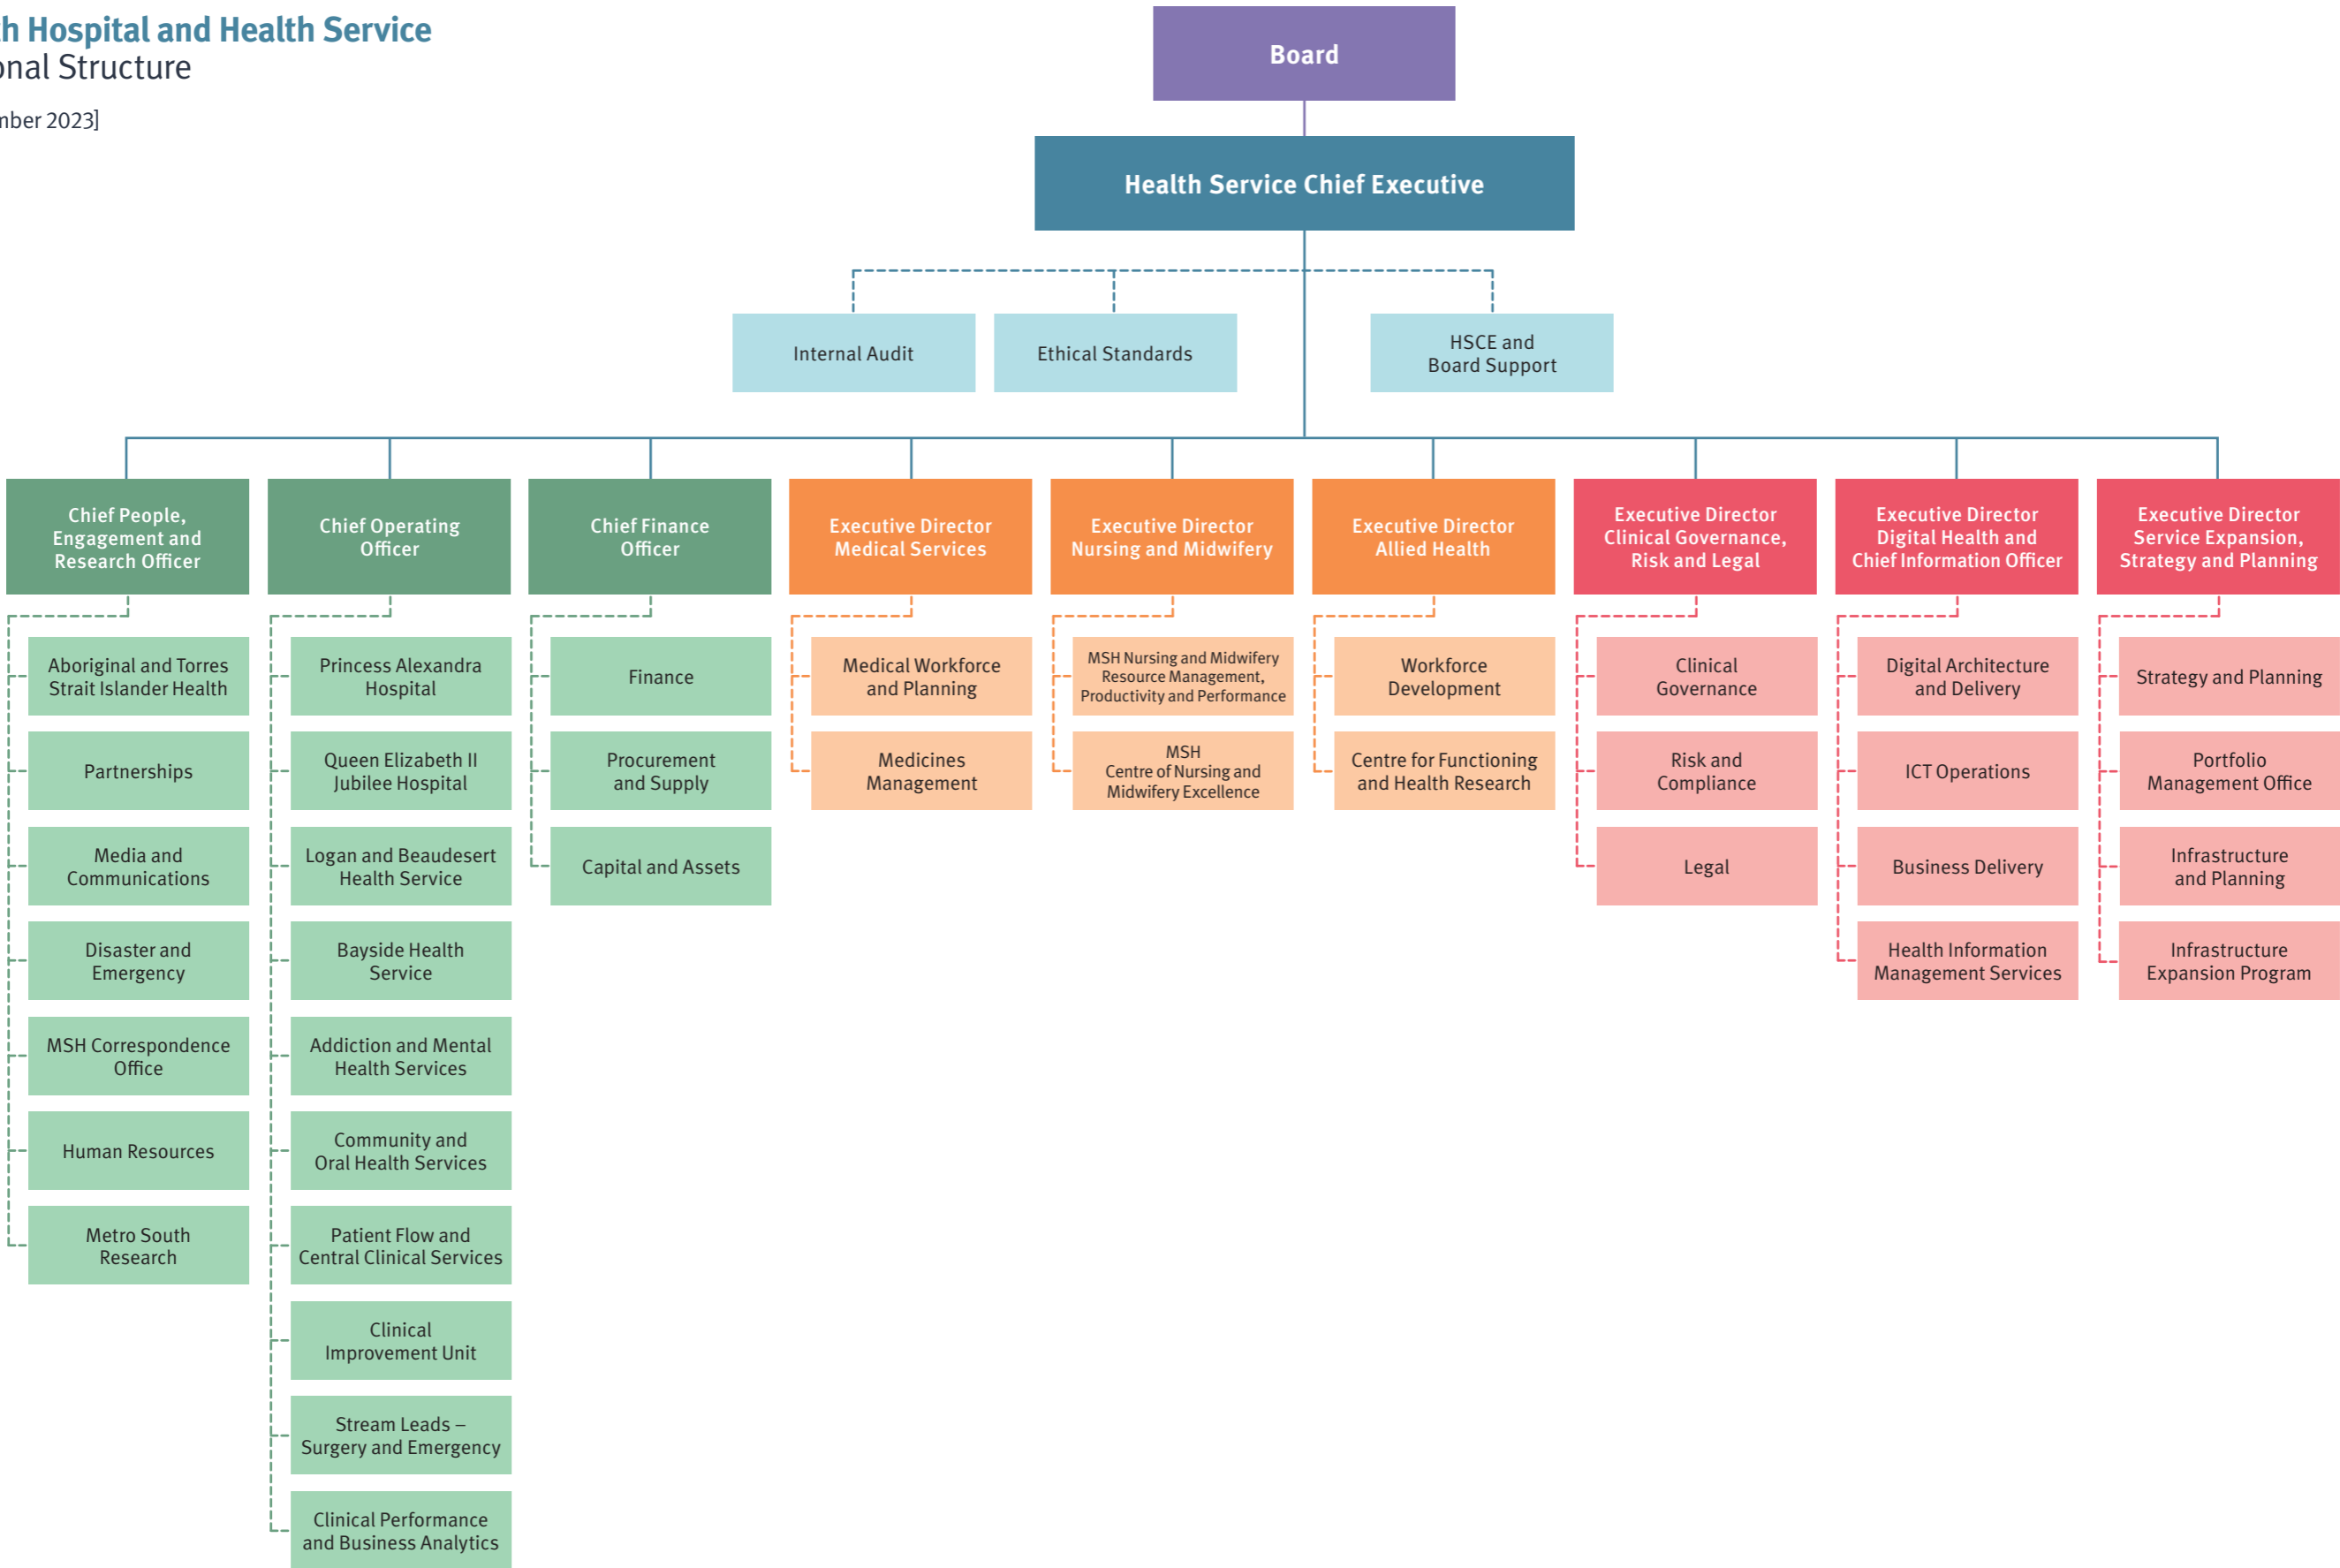 th Hospital and Health Service
onal Structure
mber 2023]
Board
Health Service Chief Executive
Internal Audit
Ethical Standards
HSCE and
Board Support
Chief People,
Engagement and
Research Officer
Chief Operating
Officer
Chief Finance
Officer
Executive Director
Medical Services
Executive Director
Nursing and Midwifery
Executive Director
Allied Health
Executive Director
Clinical Governance,
Risk and Legal
Executive Director
Digital Health and
Chief Information Officer
Executive Director
Service Expansion,
Strategy and Planning
Aboriginal and Torres
Strait Islander Health
Partnerships
Media and
Communications
Disaster and
Emergency
MSH Correspondence
Office
Human Resources
Metro South
Research
Princess Alexandra
Hospital
Queen Elizabeth II
Jubilee Hospital
Logan and Beaudesert
Health Service
Bayside Health
Service
Addiction and Mental
Health Services
Community and
Oral Health Services
Patient Flow and
Central Clinical Services
Clinical
Improvement Unit
Stream Leads –
Surgery and Emergency
Clinical Performance
and Business Analytics
Finance
Procurement
and Supply
Capital and Assets
Medical Workforce
and Planning
Medicines
Management
MSH Nursing and Midwifery
Resource Management,
Productivity and Performance
MSH
Centre of Nursing and
Midwifery Excellence
Workforce
Development
Centre for Functioning
and Health Research
Clinical
Governance
Risk and
Compliance
Legal
Digital Architecture
and Delivery
ICT Operations
Business Delivery
Health Information
Management Services
Strategy and Planning
Portfolio
Management Office
Infrastructure
and Planning
Infrastructure
Expansion Program